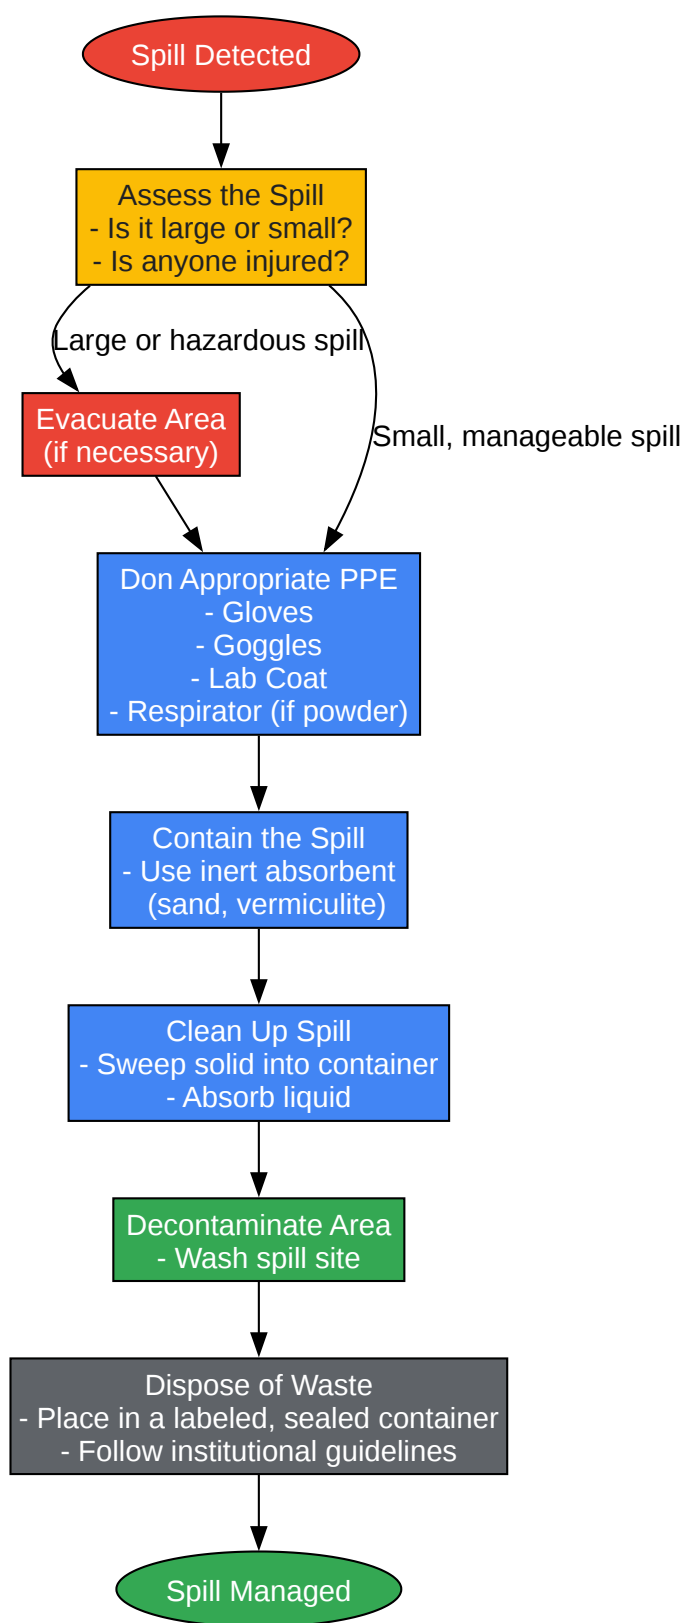 Spill Detected
Assess the Spill
- Is it large or small?
- Is anyone injured?
Large or hazardous spill
Evacuate Area
(if necessary)
Small, manageable spill
Don Appropriate PPE
- Gloves
- Goggles
- Lab Coat
- Respirator (if powder)
Contain the Spill
- Use inert absorbent
(sand, vermiculite)
Clean Up Spill
- Sweep solid into container
- Absorb liquid
Decontaminate Area
- Wash spill site
Dispose of Waste
- Place in a labeled, sealed container
- Follow institutional guidelines
Spill Managed